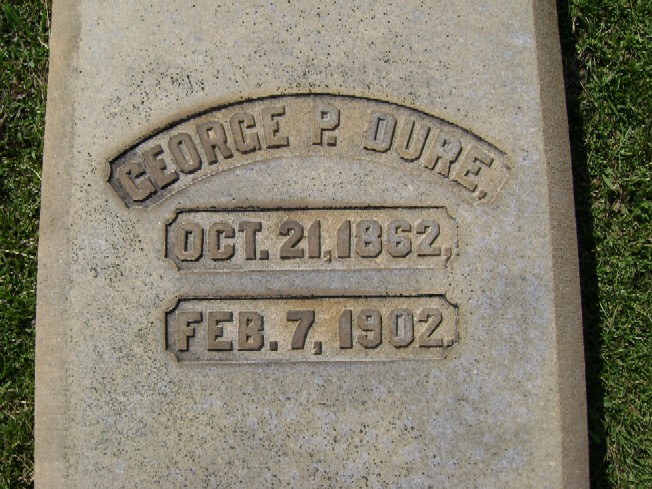 GEORGE P. DURE,
OCT. 21, 1862,
FEB. 7, 1902.